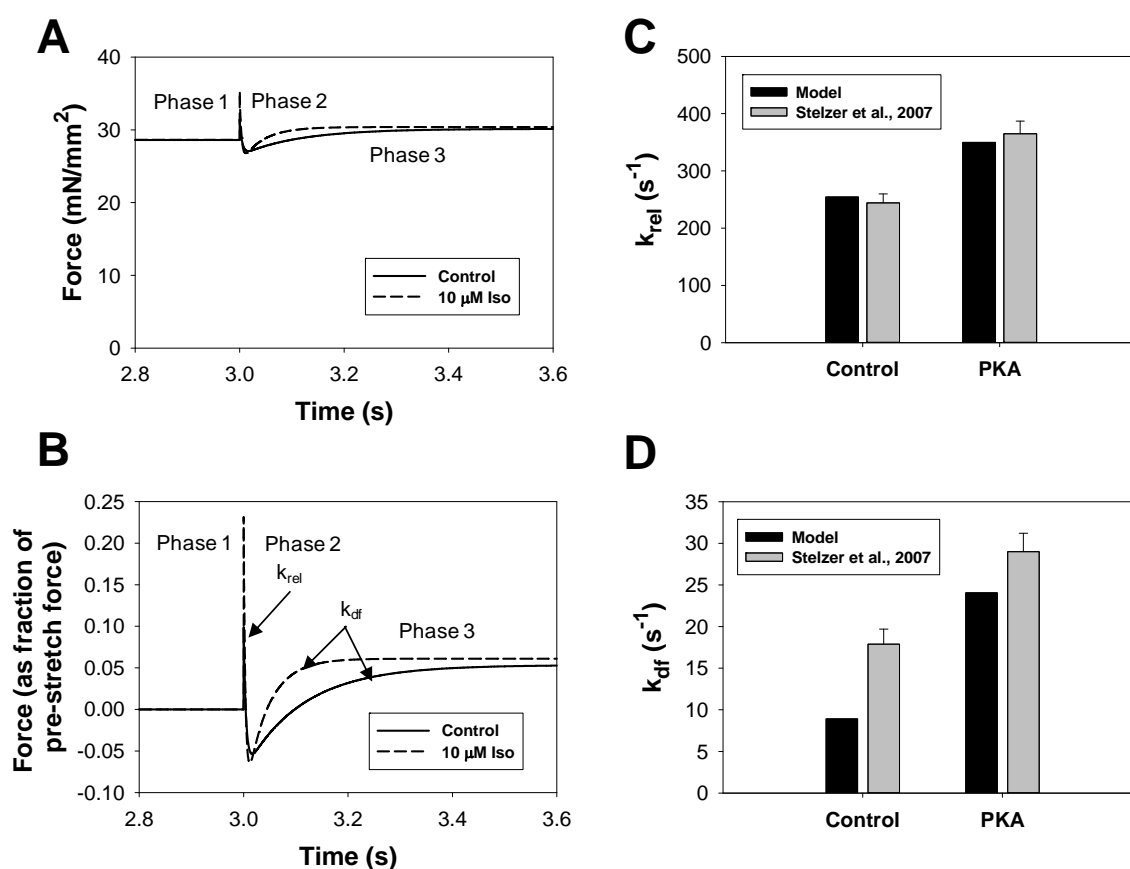 A
Force (mN/mm2)
40
30
20
10
0
Phase 1
Phase 2
Phase 3
Control
10 μM Iso
2.8
3.0
3.2
3.4
3.6
Time (s)
B
Force (as fraction of
pre-stretch force)
0.25
0.20
0.15
0.10
0.05
0.00
-0.05
-0.10
Phase 1
Phase 2
krel
kdf
Phase 3
Control
10 μM Iso
2.8
3.0
3.2
3.4
3.6
Time (s)
C
krel (s-1)
500
400
300
200
100
0
Model
Stelzer et al., 2007
Control
PKA
D
kdf (s-1)
35
30
25
20
15
10
5
0
Model
Stelzer et al., 2007
Control
PKA